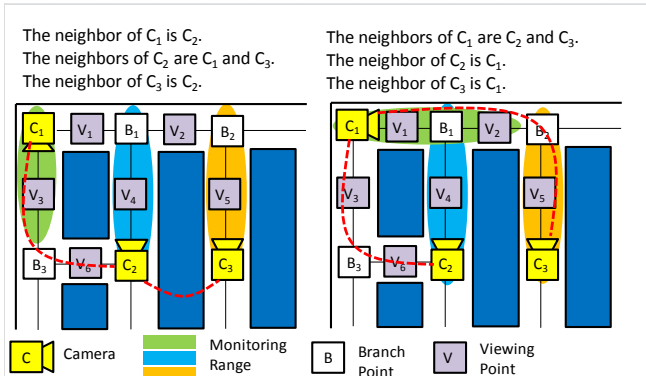 The neighbor of C1 is C2.
The neighbors of C2 are C1 and C3.
The neighbor of C3 is C2.
The neighbors of C1 are C2 and C3.
The neighbor of C2 is C1.
The neighbor of C3 is C1.
C1 V1 B1 V2 B2
V3 V4 V5
B3 V6 C2 C3
C1 V1 B1 V2 B2
V3 V4 V5
B3 V6 C2 C3
C Camera
Monitoring
Range
B Branch
Point
V Viewing
Point